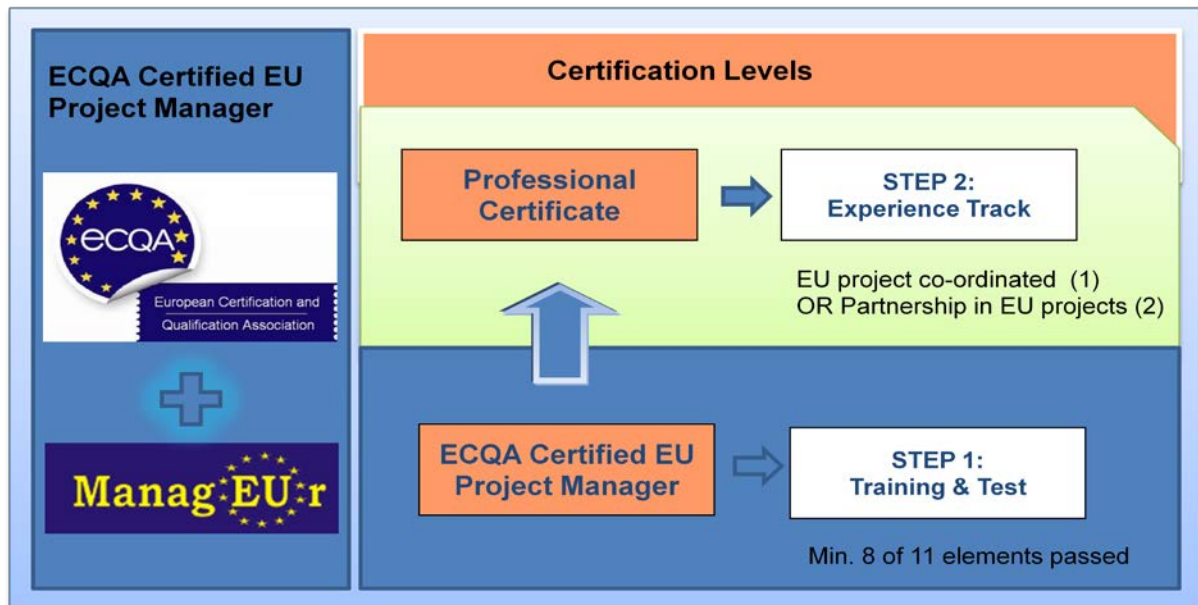 ECQA Certified EU
Project Manager
ecQA
European Certification and
Qualification Association
ManagEUr
Certification Levels
Professional
Certificate
STEP 2:
Experience Track
EU project co-ordinated  (1)
OR Partnership in EU projects (2)
ECQA Certified EU
Project Manager
STEP 1:
Training & Test
Min. 8 of 11 elements passed